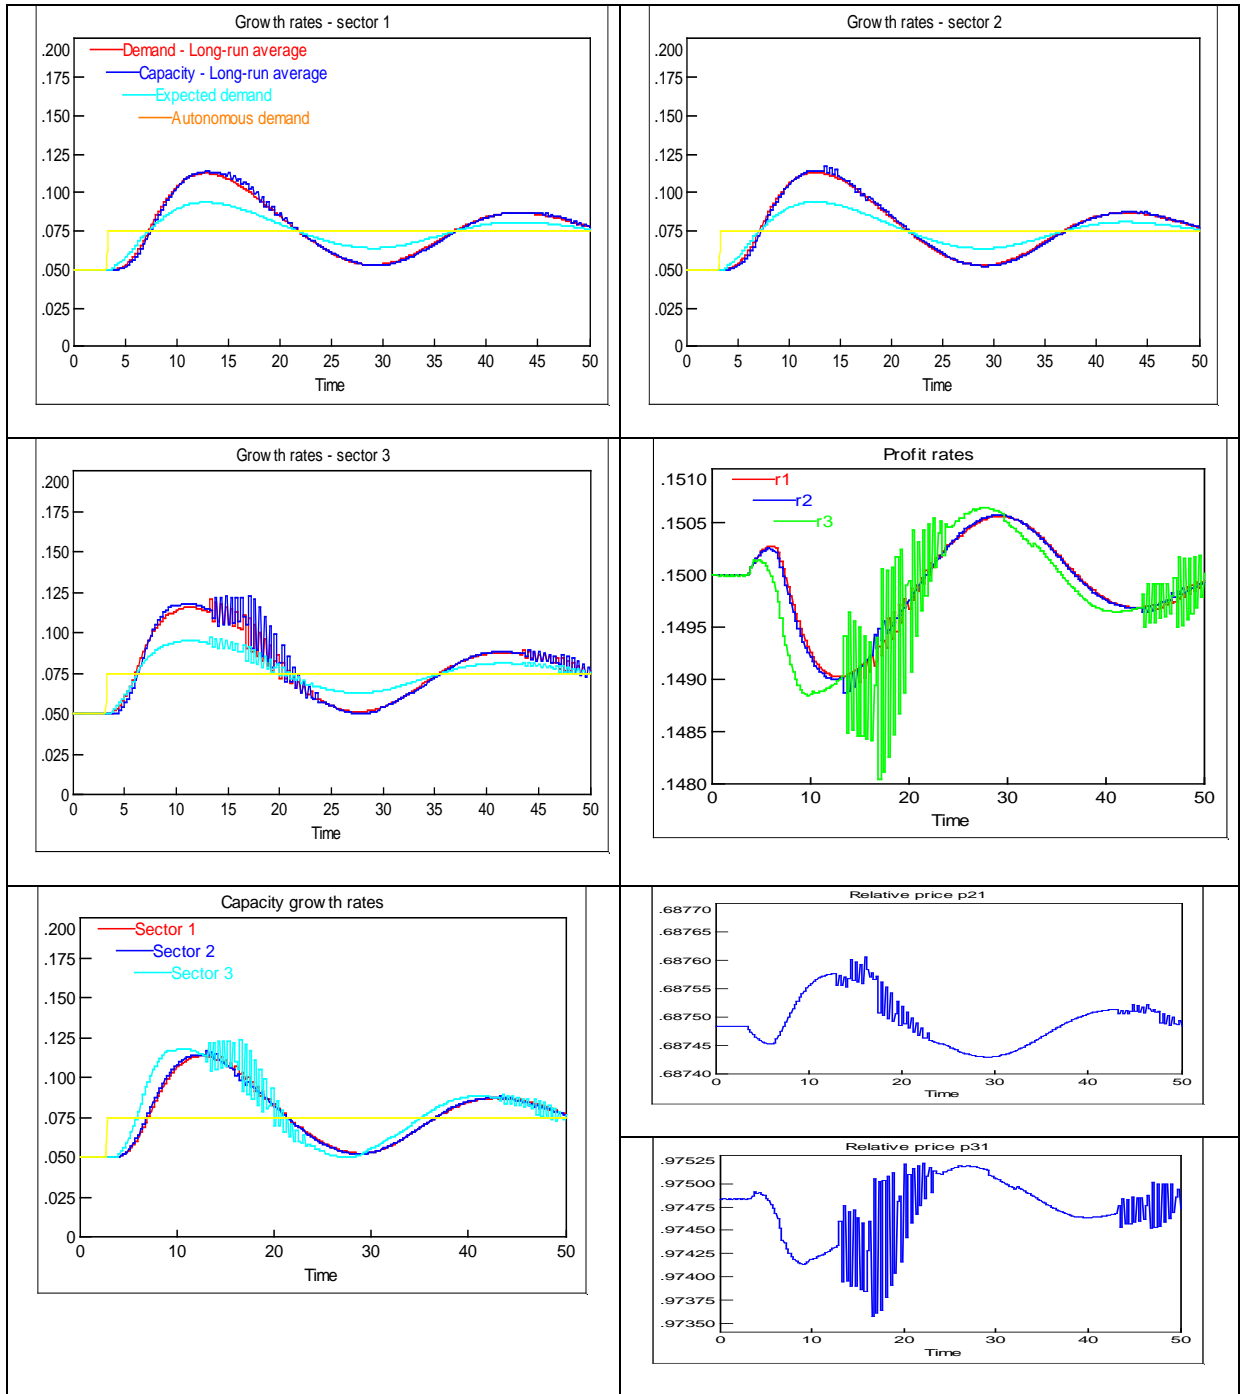 Growth rates - sector 1
.200
.175
.150
.125
.100
.075
.050
.025
0
Demand - Long-run average
Capacity - Long-run average
Expected demand
Autonomous demand
0 5 10 15 20 25 30 35 40 45 50
Time
Growth rates - sector 2
.200
.175
.150
.125
.100
.075
.050
.025
0
0 5 10 15 20 25 30 35 40 45 50
Time
Growth rates - sector 3
.200
.175
.150
.125
.100
.075
.050
.025
0
0 5 10 15 20 25 30 35 40 45 50
Time
Profit rates
.1510
.1505
.1500
.1495
.1490
.1485
.1480
r1
r2
r3
0 10 20 30 40 50
Time
Capacity growth rates
.200
.175
.150
.125
.100
.075
.050
.025
0
Sector 1
Sector 2
Sector 3
0 10 20 30 40 50
Time
Relative price p21
.68770
.68765
.68760
.68755
.68750
.68745
.68740
0 10 20 30 40 50
Time
Relative price p31
.97525
.97500
.97475
.97450
.97425
.97400
.97375
.97350
0 10 20 30 40 50
Time